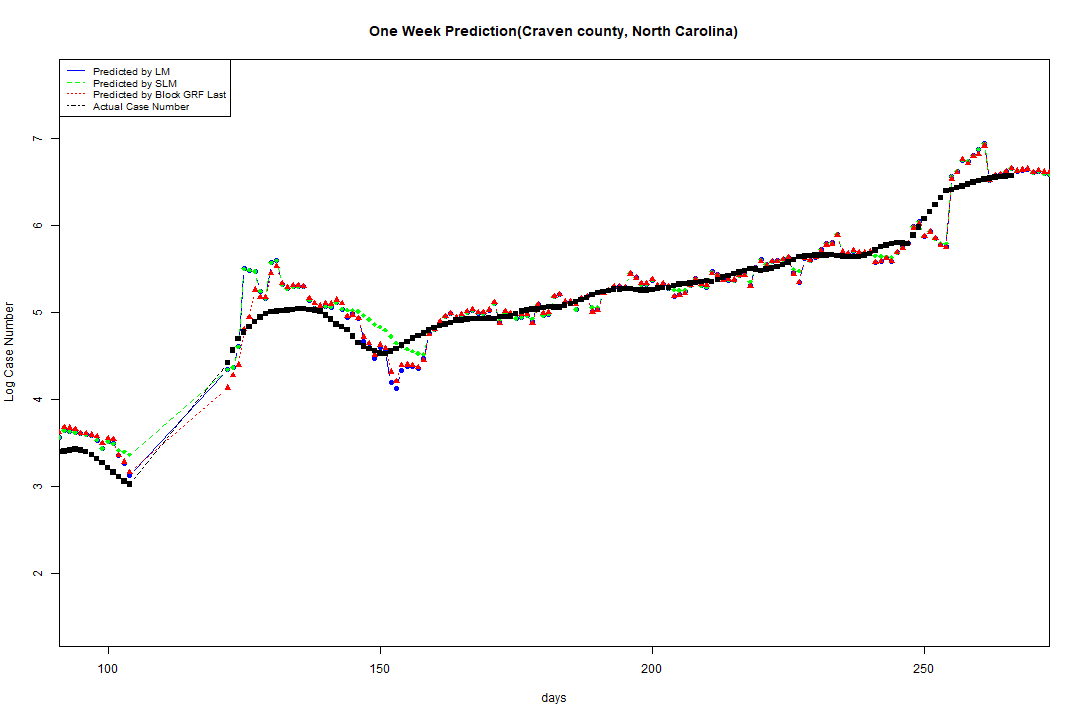 One Week Prediction(Craven county, North Carolina)
Predicted by LM
Predicted by SLM
Predicted by Block GRF Last
Actual Case Number
Log Case Number
7
6
5
4
3
2
100 150 200 250
days